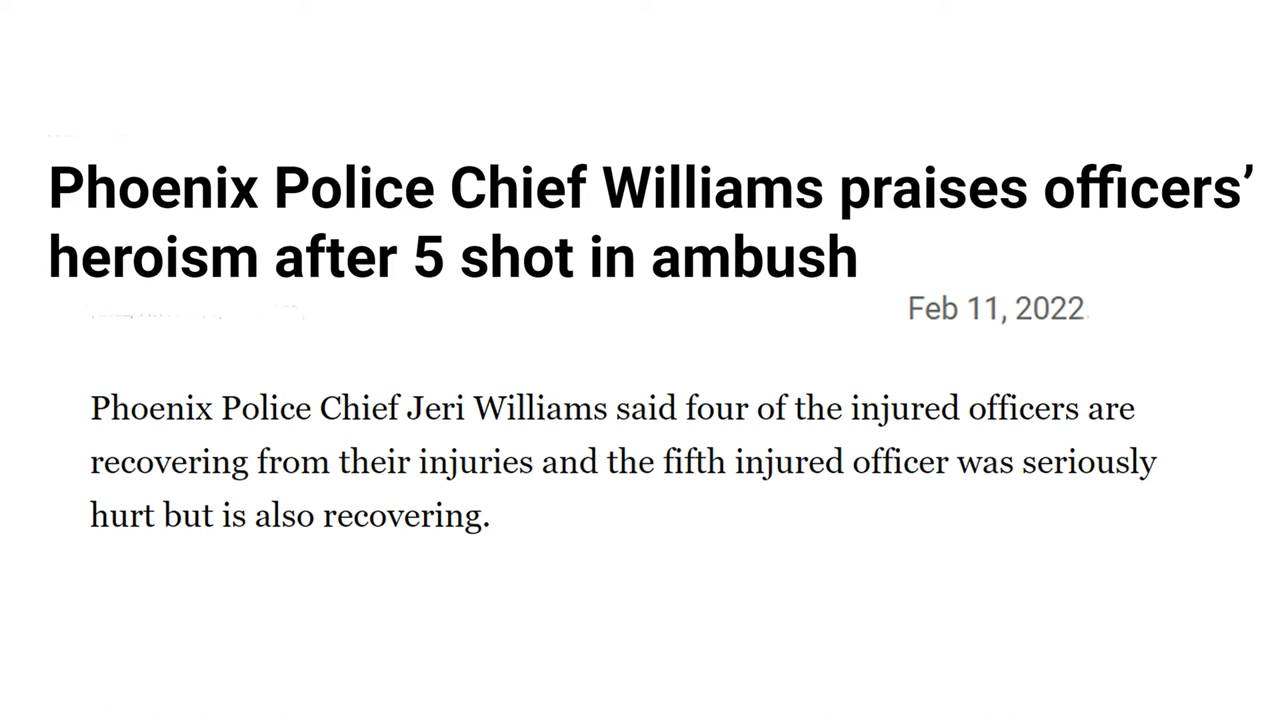 Phoenix Police Chief Williams praises officers’
heroism after 5 shot in ambush
Feb 11, 2022
Phoenix Police Chief Jeri Williams said four of the injured officers are
recovering from their injuries and the fifth injured officer was seriously
hurt but is also recovering.